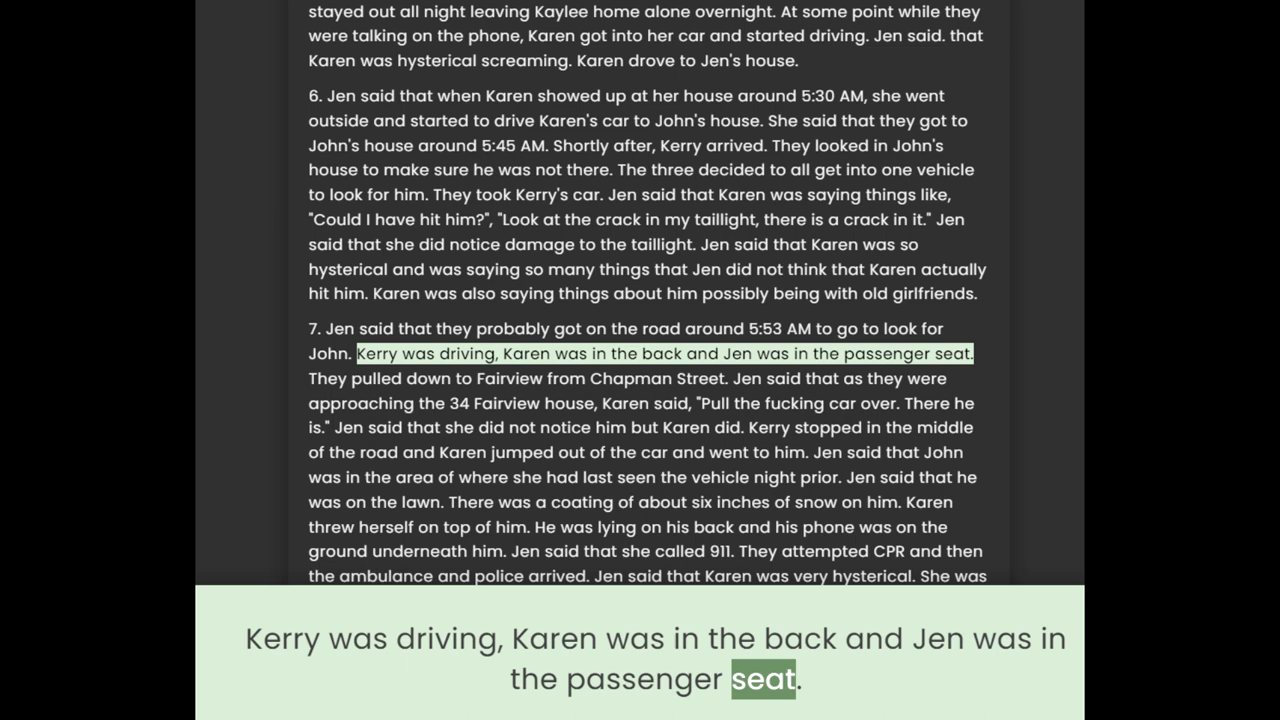 stayed out all night leaving Kaylee home alone overnight. At some point while they
were talking on the phone, Karen got into her car and started driving. Jen said. that
Karen was hysterical screaming. Karen drove to Jen's house.
6. Jen said that when Karen showed up at her house around 5:30 AM, she went
outside and started to drive Karen's car to John's house. She said that they got to
John's house around 5:45 AM. Shortly after, Kerry arrived. They looked in John's
house to make sure he was not there. The three decided to all get into one vehicle
to look for him. They took Kerry's car. Jen said that Karen was saying things like,
"Could I have hit him?", "Look at the crack in my taillight, there is a crack in it." Jen
said that she did notice damage to the taillight. Jen said that Karen was so
hysterical and was saying so many things that Jen did not think that Karen actually
hit him. Karen was also saying things about him possibly being with old girlfriends.
7. Jen said that they probably got on the road around 5:53 AM to go to look for
John. Kerry was driving, Karen was in the back and Jen was in the passenger seat.
They pulled down to Fairview from Chapman Street. Jen said that as they were
approaching the 34 Fairview house, Karen said, "Pull the fucking car over. There he
is." Jen said that she did not notice him but Karen did. Kerry stopped in the middle
of the road and Karen jumped out of the car and went to him. Jen said that John
was in the area of where she had last seen the vehicle night prior. Jen said that he
was on the lawn. There was a coating of about six inches of snow on him. Karen
threw herself on top of him. He was lying on his back and his phone was on the
ground underneath him. Jen said that she called 911. They attempted CPR and then
the ambulance and police arrived. Jen said that Karen was very hysterical. She was
Kerry was driving, Karen was in the back and Jen was in
the passenger seat.